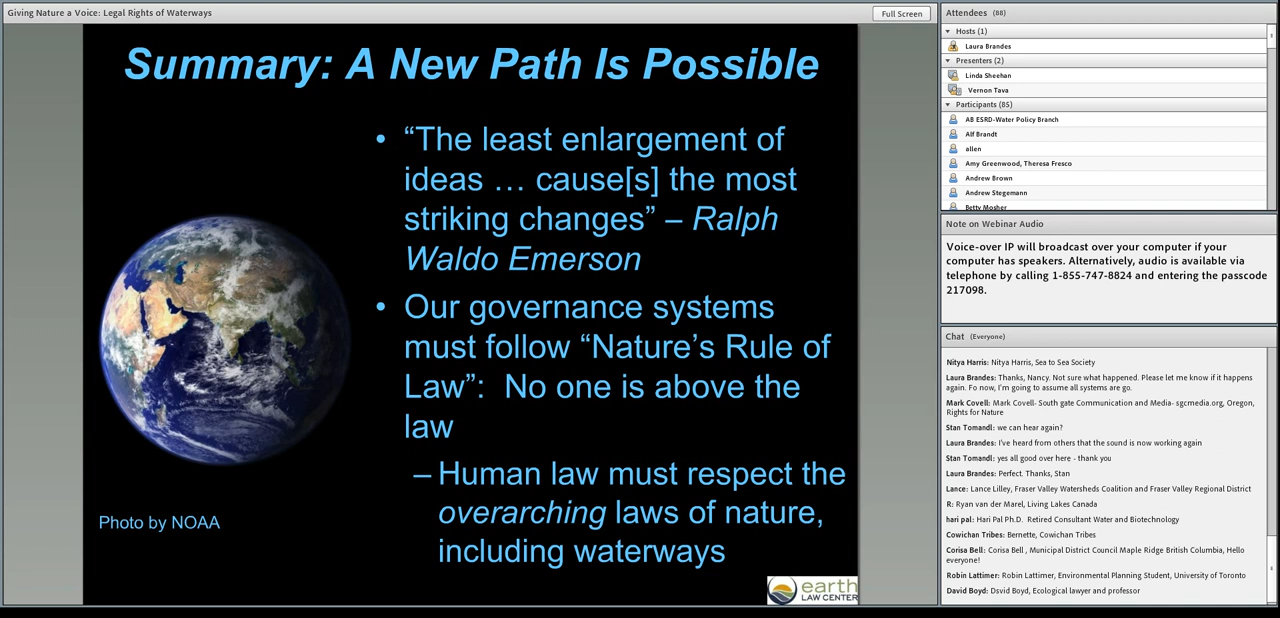 Giving Nature a Voice: Legal Rights of Waterways
Full Screen
Summary: A New Path Is Possible
• “The least enlargement of
ideas … cause[s] the most
striking changes” – Ralph
Waldo Emerson
• Our governance systems
must follow “Nature’s Rule of
Law”: No one is above the
law
– Human law must respect the
overarching laws of nature,
including waterways
Photo by NOAA
earth
LAW CENTER
Attendees (88)
Hosts (1)
Laura Brandes
Presenters (2)
Linda Sheehan
Vernon Tava
Participants (85)
AB ESRD-Water Policy Branch
Alf Brandt
allen
Amy Greenwood, Theresa Fresco
Andrew Brown
Andrew Stegemann
Betty Mosher
Note on Webinar Audio
Voice-over IP will broadcast over your computer if your
computer has speakers. Alternatively, audio is available via
telephone by calling 1-855-747-8824 and entering the passcode
217098.
Chat (Everyone)
Nitya Harris: Nitya Harris, Sea to Sea Society
Laura Brandes: Thanks, Nancy. Not sure what happened. Please let me know if it happens
again. Fo now, I'm going to assume all systems are go.
Mark Covell: Mark Covell- South gate Communication and Media- sgcmedia.org, Oregon,
Rights for Nature
Stan Tomandl: we can hear again?
Laura Brandes: I've heard from others that the sound is now working again
Stan Tomandl: yes all good over here - thank you
Laura Brandes: Perfect. Thanks, Stan
Lance: Lance Lilley, Fraser Valley Watersheds Coalition and Fraser Valley Regional District
R: Ryan van der Marel, Living Lakes Canada
hari pal: Hari Pal Ph.D. Retired Consultant Water and Biotechnology
Cowichan Tribes: Bernette, Cowichan Tribes
Corisa Bell: Corisa Bell , Municipal District Council Maple Ridge British Columbia, Hello
everyone!
Robin Lattimer: Robin Lattimer, Environmental Planning Student, University of Toronto
David Boyd: Dsvid Boyd, Ecological lawyer and professor